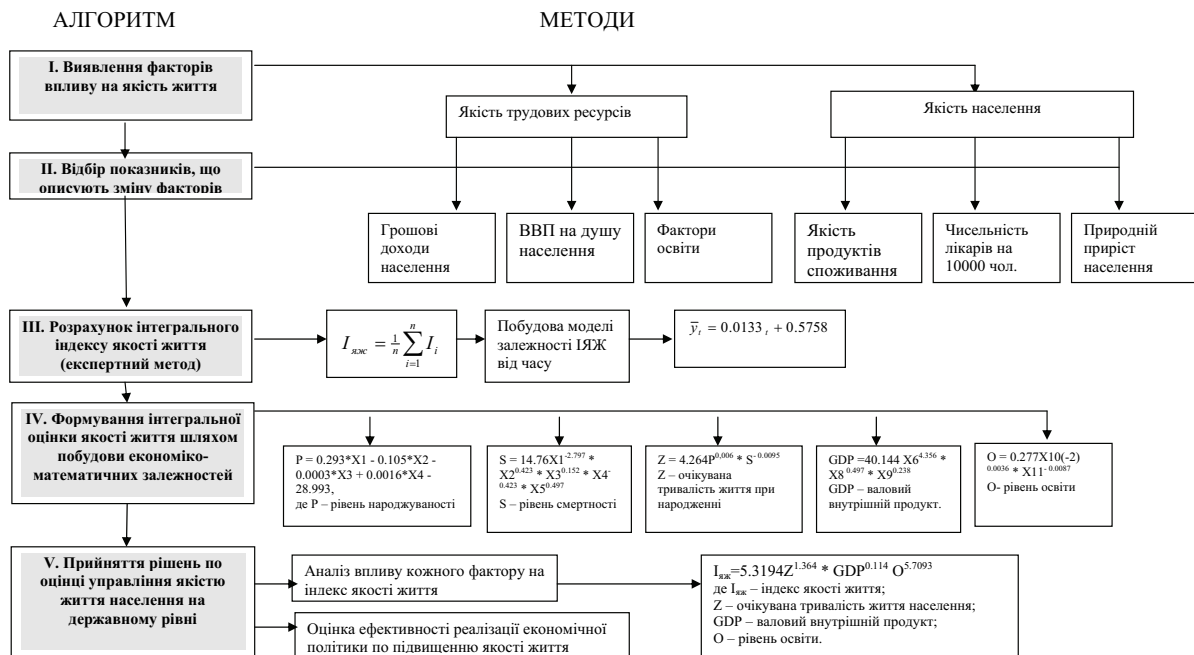 АЛГОРИТМ
МЕТОДИ
І. Виявлення факторів
впливу на якість життя
Якість трудових ресурсів
Якість населення
ІІ. Відбір показників, що
описують зміну факторів
Грошові
доходи
населення
ВВП на душу
населення
Фактори
освіти
Якість
продуктів
споживання
Чисельність
лікарів на
10000 чол.
Природній
приріст
населення
ІІІ. Розрахунок інтегрального
індексу якості життя
(експертний метод)
I яж = 1/n ∑ i=1 n I i
Побудова моделі
залежності ІЯЖ
від часу
y̅ t = 0.0133 t + 0.5758
IV. Формування інтегральної
оцінки якості життя шляхом
побудови економіко-
математичних залежностей
P = 0.293*X1 - 0.105*X2 -
0.0003*X3 + 0.0016*X4 -
28.993,
де P – рівень народжуваності
S = 14.76X1^-2.797 *
X2^0.423 * X3^0.152 * X4^-
0.423 * X5^0.497
S – рівень смертності
Z = 4.264P^0,006 * S^-0.0095
Z – очікувана
тривалість життя при
народженні
GDP =40.144 X6^4.356 *
X8^0.497 * X9^0.238
GDP – валовий
внутрішній продукт.
O = 0.277X10(-2)
^0.0036 * X11^-0.0087
О- рівень освіти
V. Прийняття рішень по
оцінці управління якістю
життя населення на
державному рівні
Аналіз впливу кожного фактору на
індекс якості життя
Оцінка ефективності реалізації економічної
політики по підвищенню якості життя
Iяж=5.3194Z^1.364 * GDP^0.114 O^5.7093
де Iяж – індекс якості життя;
Z – очікувана тривалість життя населення;
GDP – валовий внутрішній продукт;
О – рівень освіти.